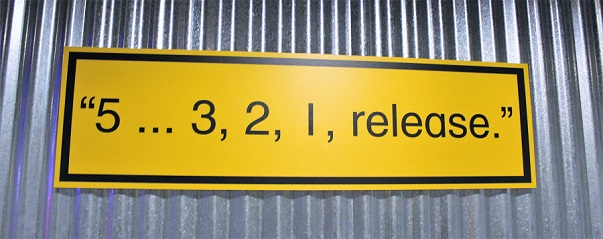 “5 ... 3, 2, 1, release.”